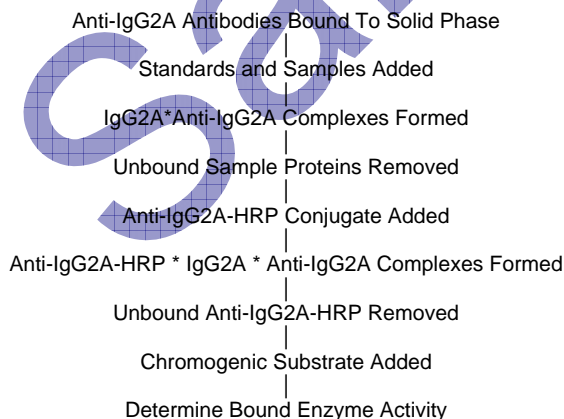 Anti-IgG2A Antibodies Bound To Solid Phase
Standards and Samples Added
IgG2A*Anti-IgG2A Complexes Formed
Unbound Sample Proteins Removed
Anti-IgG2A-HRP Conjugate Added
Anti-IgG2A-HRP * IgG2A * Anti-IgG2A Complexes Formed
Unbound Anti-IgG2A-HRP Removed
Chromogenic Substrate Added
Determine Bound Enzyme Activity